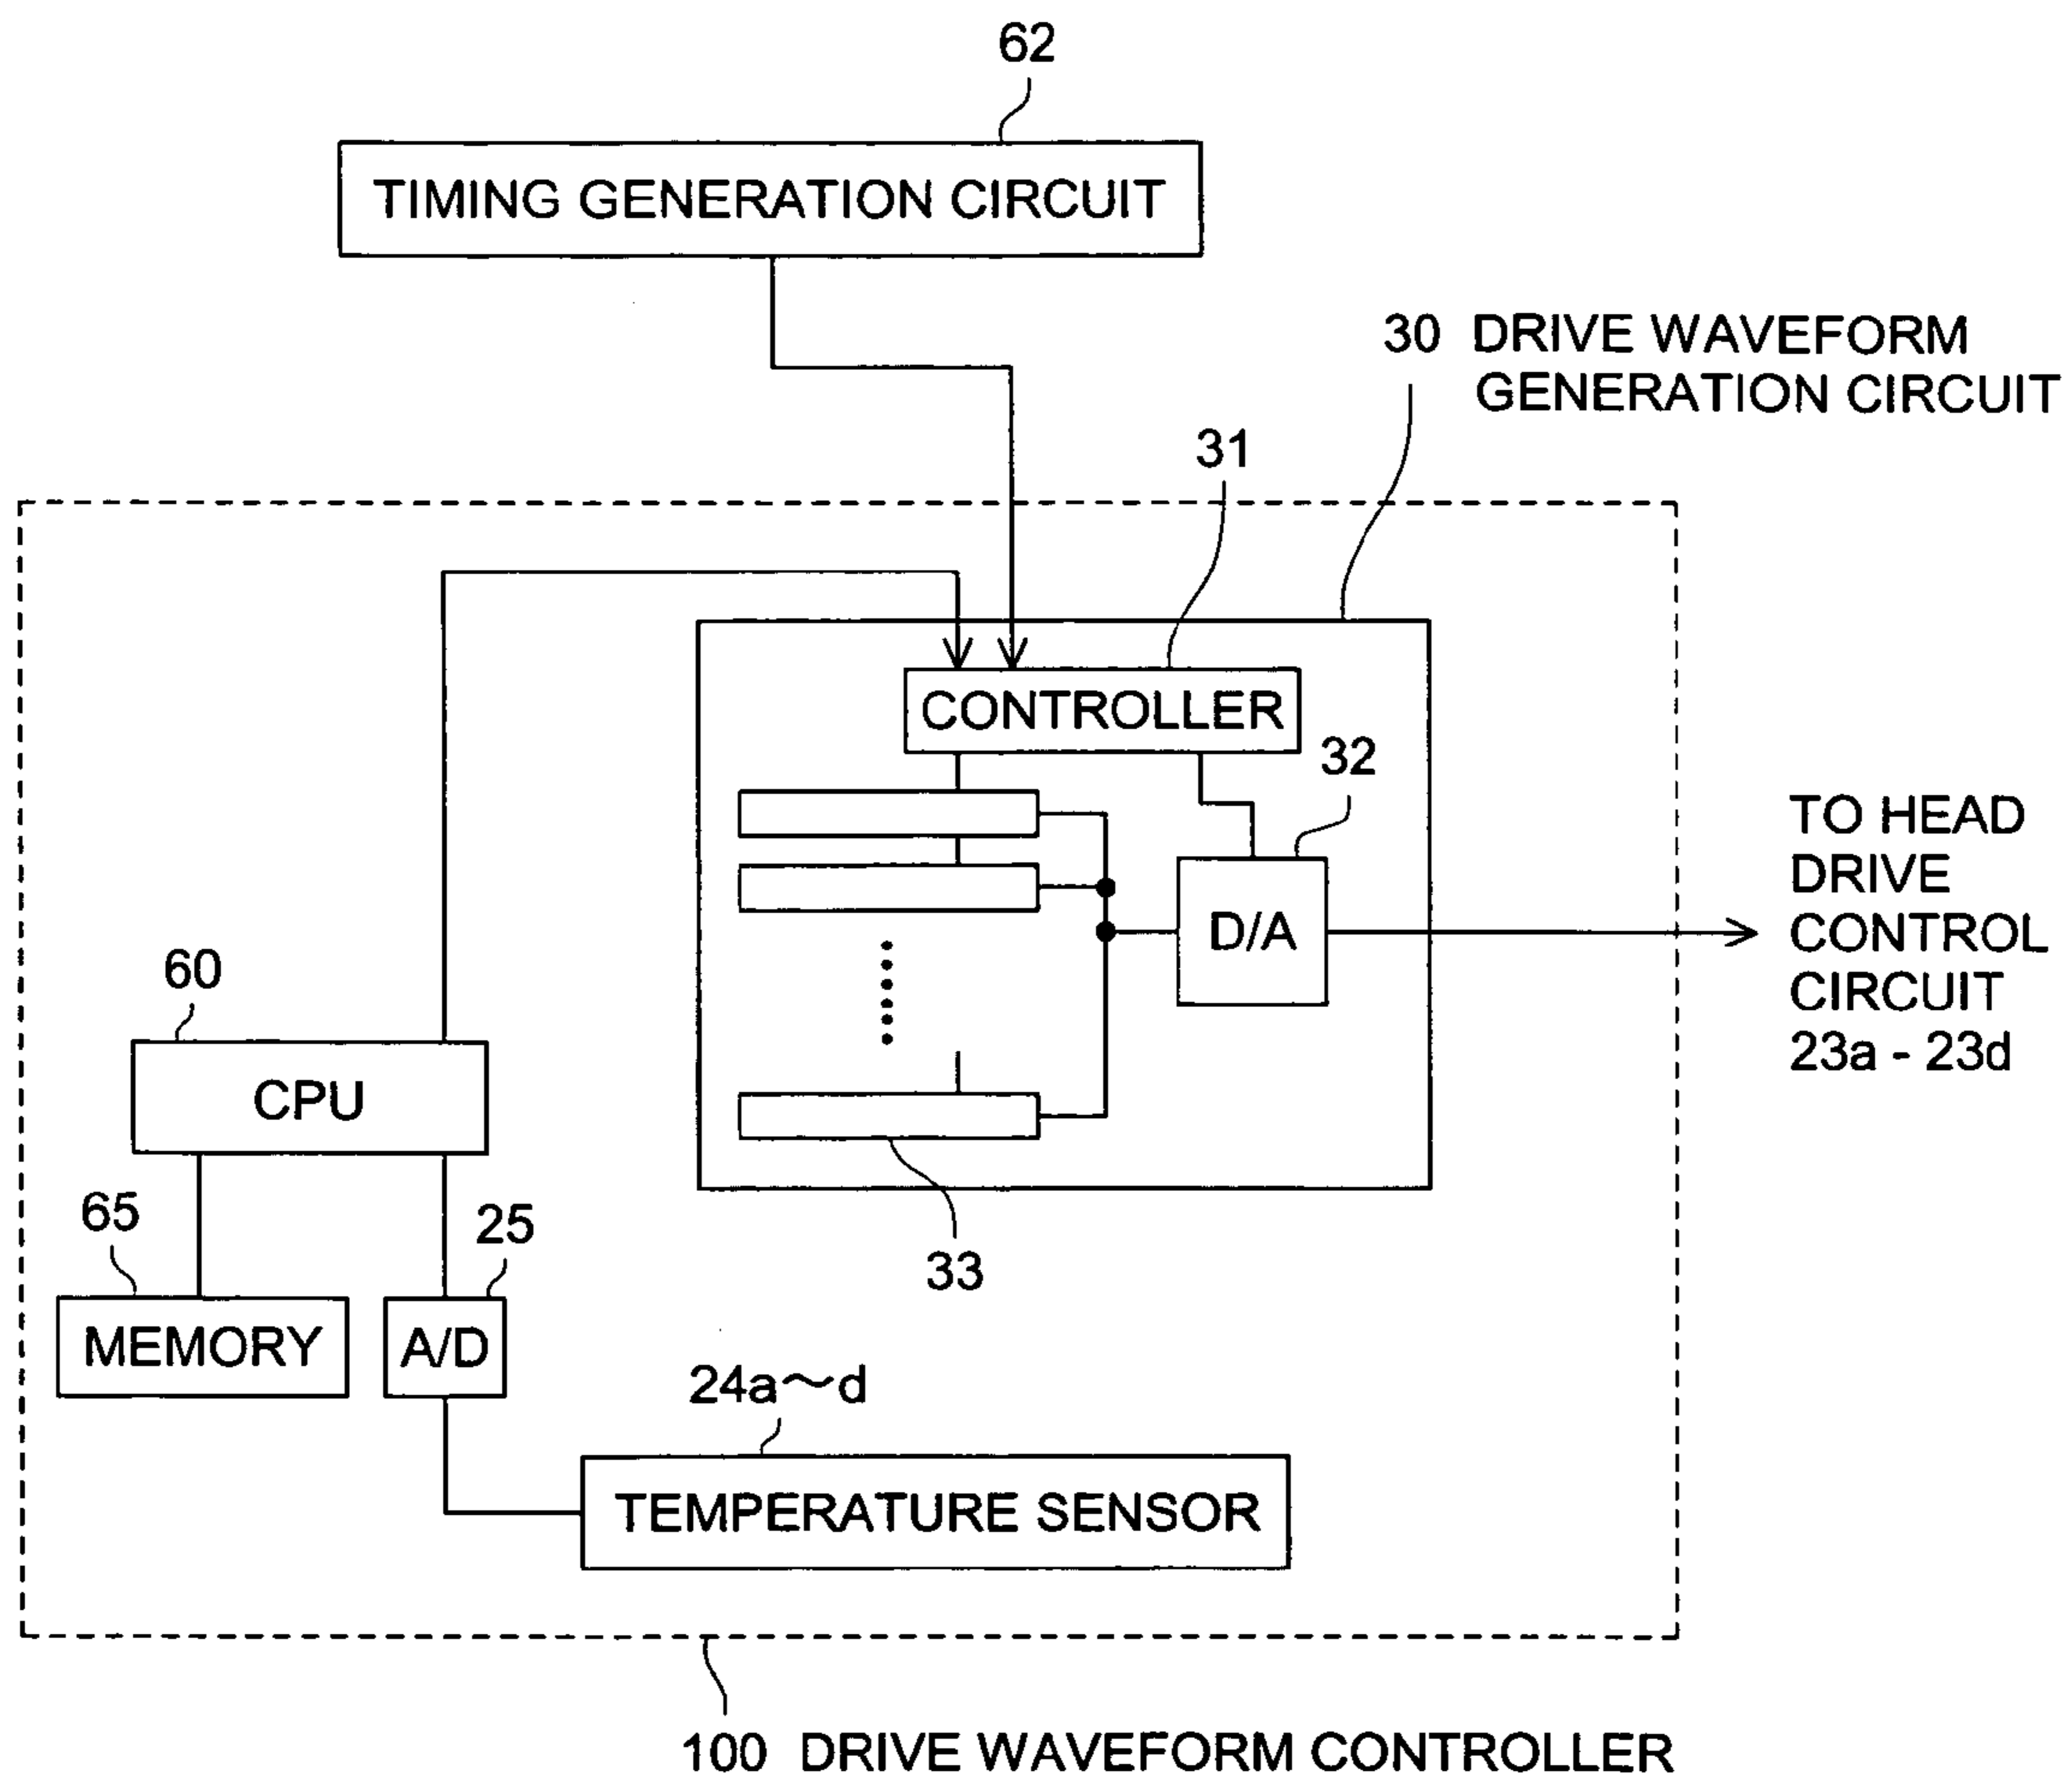 62
TIMING GENERATION CIRCUIT
30 DRIVE WAVEFORM
GENERATION CIRCUIT
31
CONTROLLER
32
D/A
TO HEAD
DRIVE
CONTROL
CIRCUIT
23a - 23d
60
CPU
33
65
25
MEMORY
A/D
24a～d
TEMPERATURE SENSOR
100 DRIVE WAVEFORM CONTROLLER